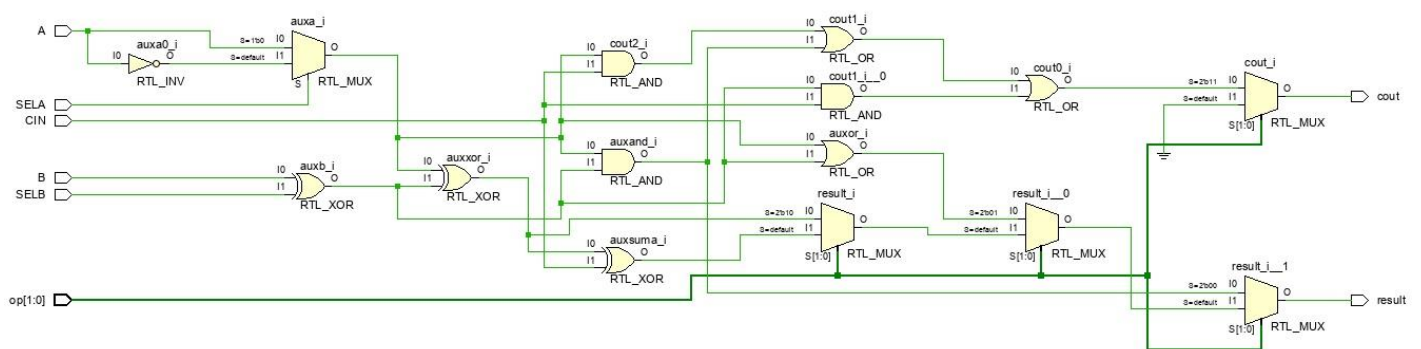 A
SELA
CIN
B
SELB
op[1:0]
auxa0_i
I0
O
RTL_INV
auxa_i
S=1'b0
I0
S=default
I1
O
S
RTL_MUX
auxb_i
I0
I1
O
RTL_XOR
auxxor_i
I0
I1
O
RTL_XOR
cout2_i
I0
I1
O
RTL_AND
auxand_i
I0
I1
O
RTL_AND
auxsuma_i
I0
I1
O
RTL_XOR
cout1_i
I0
I1
O
RTL_OR
cout1_i__0
I0
I1
O
RTL_AND
auxor_i
I0
I1
O
RTL_OR
result_i
S=2'b10
I0
S=default
I1
O
S[1:0]
RTL_MUX
cout0_i
I0
I1
O
RTL_OR
result_i__0
S=2'b01
I0
S=default
I1
O
S[1:0]
RTL_MUX
cout_i
S=2'b11
I0
S=default
I1
O
S[1:0]
RTL_MUX
result_i__1
S=2'b00
I0
S=default
I1
O
S[1:0]
RTL_MUX
cout
result